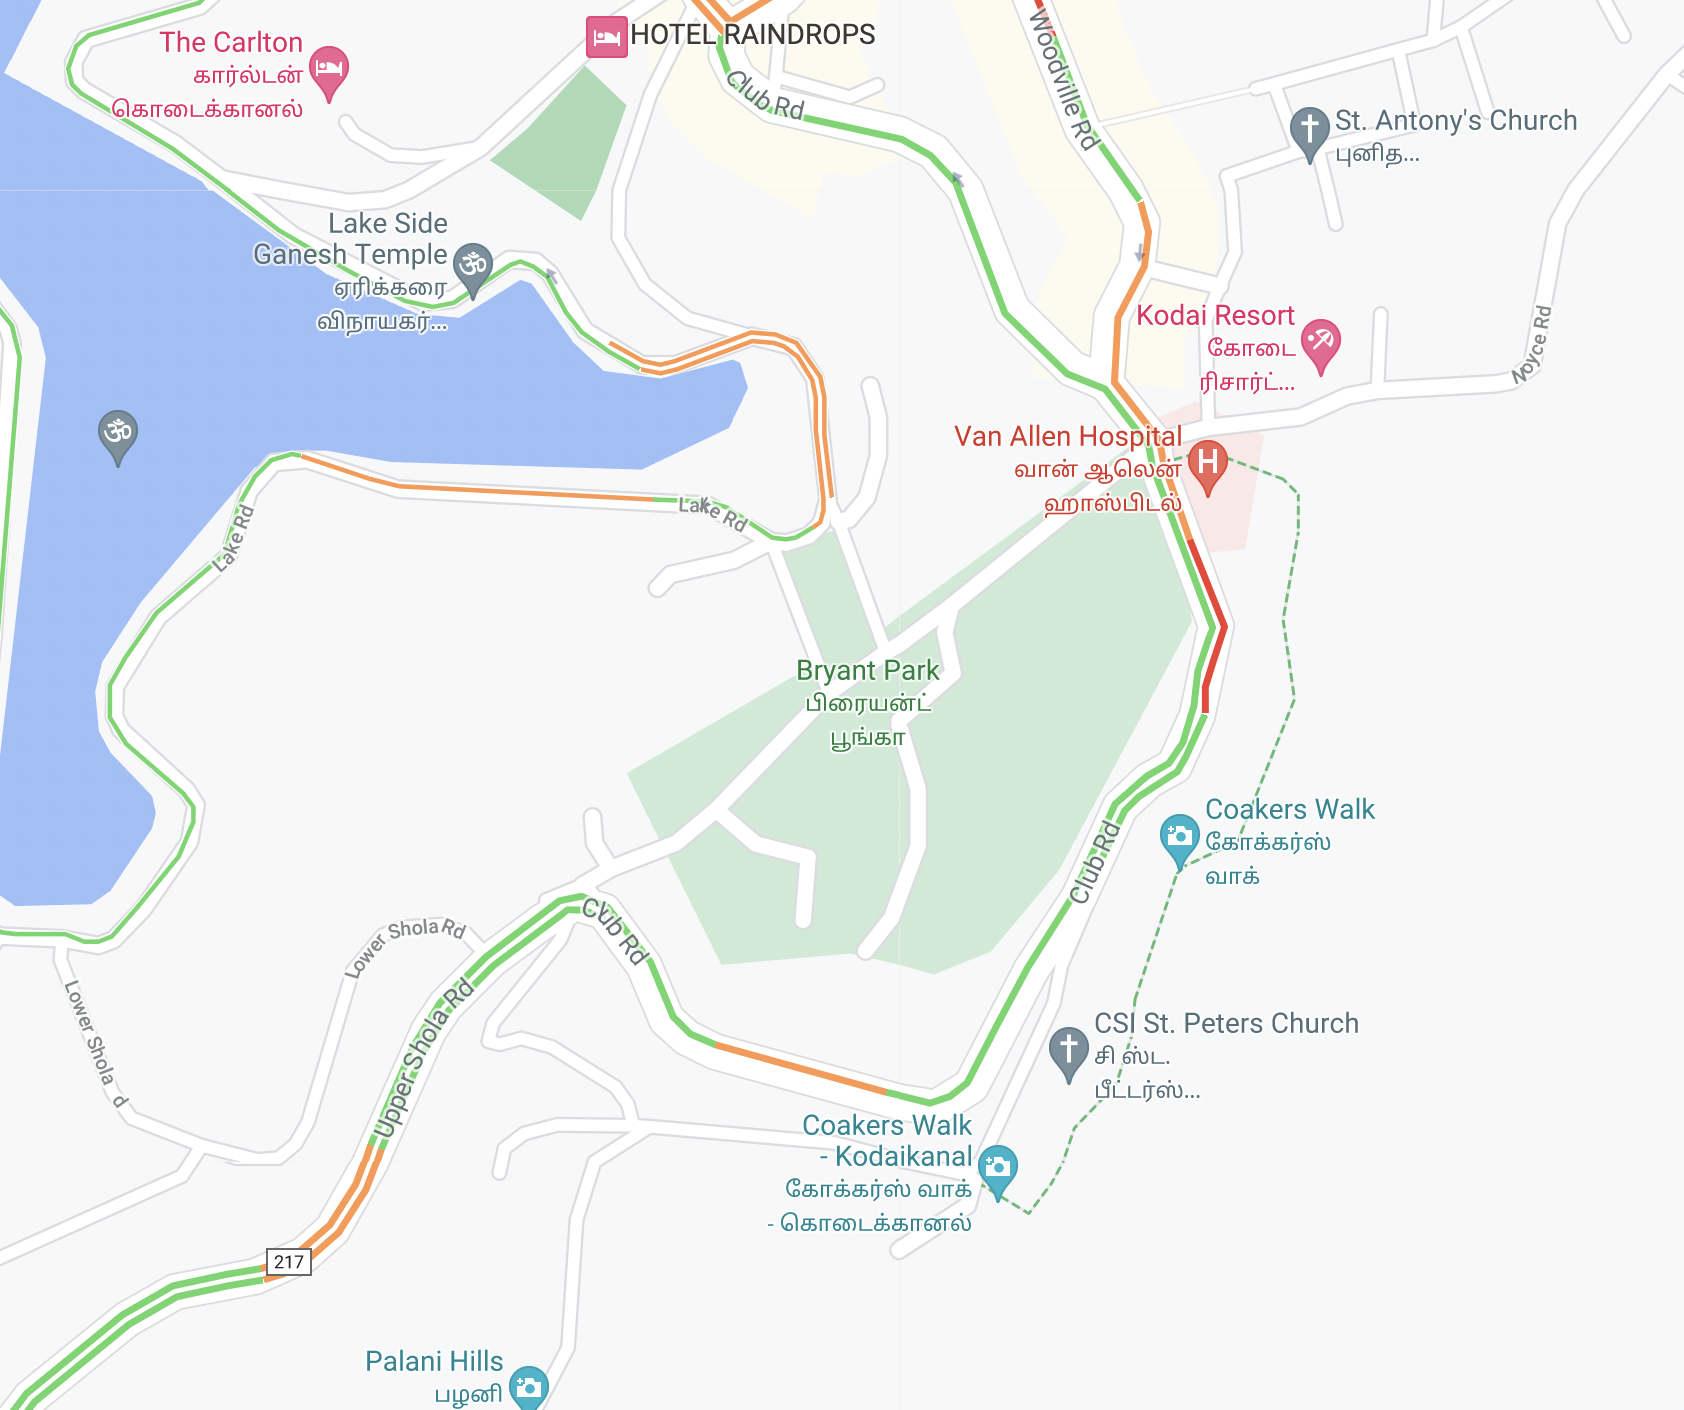 HOTEL RAINDROPS
The Carlton
கார்ல்டன்
கொடைக்கானல்
Club Rd
Woodville Rd
St. Antony's Church
புனித...
Lake Side
Ganesh Temple
ஏரிக்கரை
விநாயகர்...
Kodai Resort
கோடை
ரிசார்ட்...
Noyce Rd
Van Allen Hospital
வான் ஆலென்
ஹாஸ்பிடல்
H
Lake Rd
Lake Rd
ॐ
ॐ
Bryant Park
பிரையன்ட்
பூங்கா
Coakers Walk
கோக்கர்ஸ்
வாக்
Club Rd
Club Rd
Lower Shola Rd
Lower Shola d
Upper Shola Rd
CSI St. Peters Church
சி ஸ்ட.
பீட்டர்ஸ்...
Coakers Walk
- Kodaikanal
கோக்கர்ஸ் வாக்
- கொடைக்கானல்
217
Palani Hills
பழனி